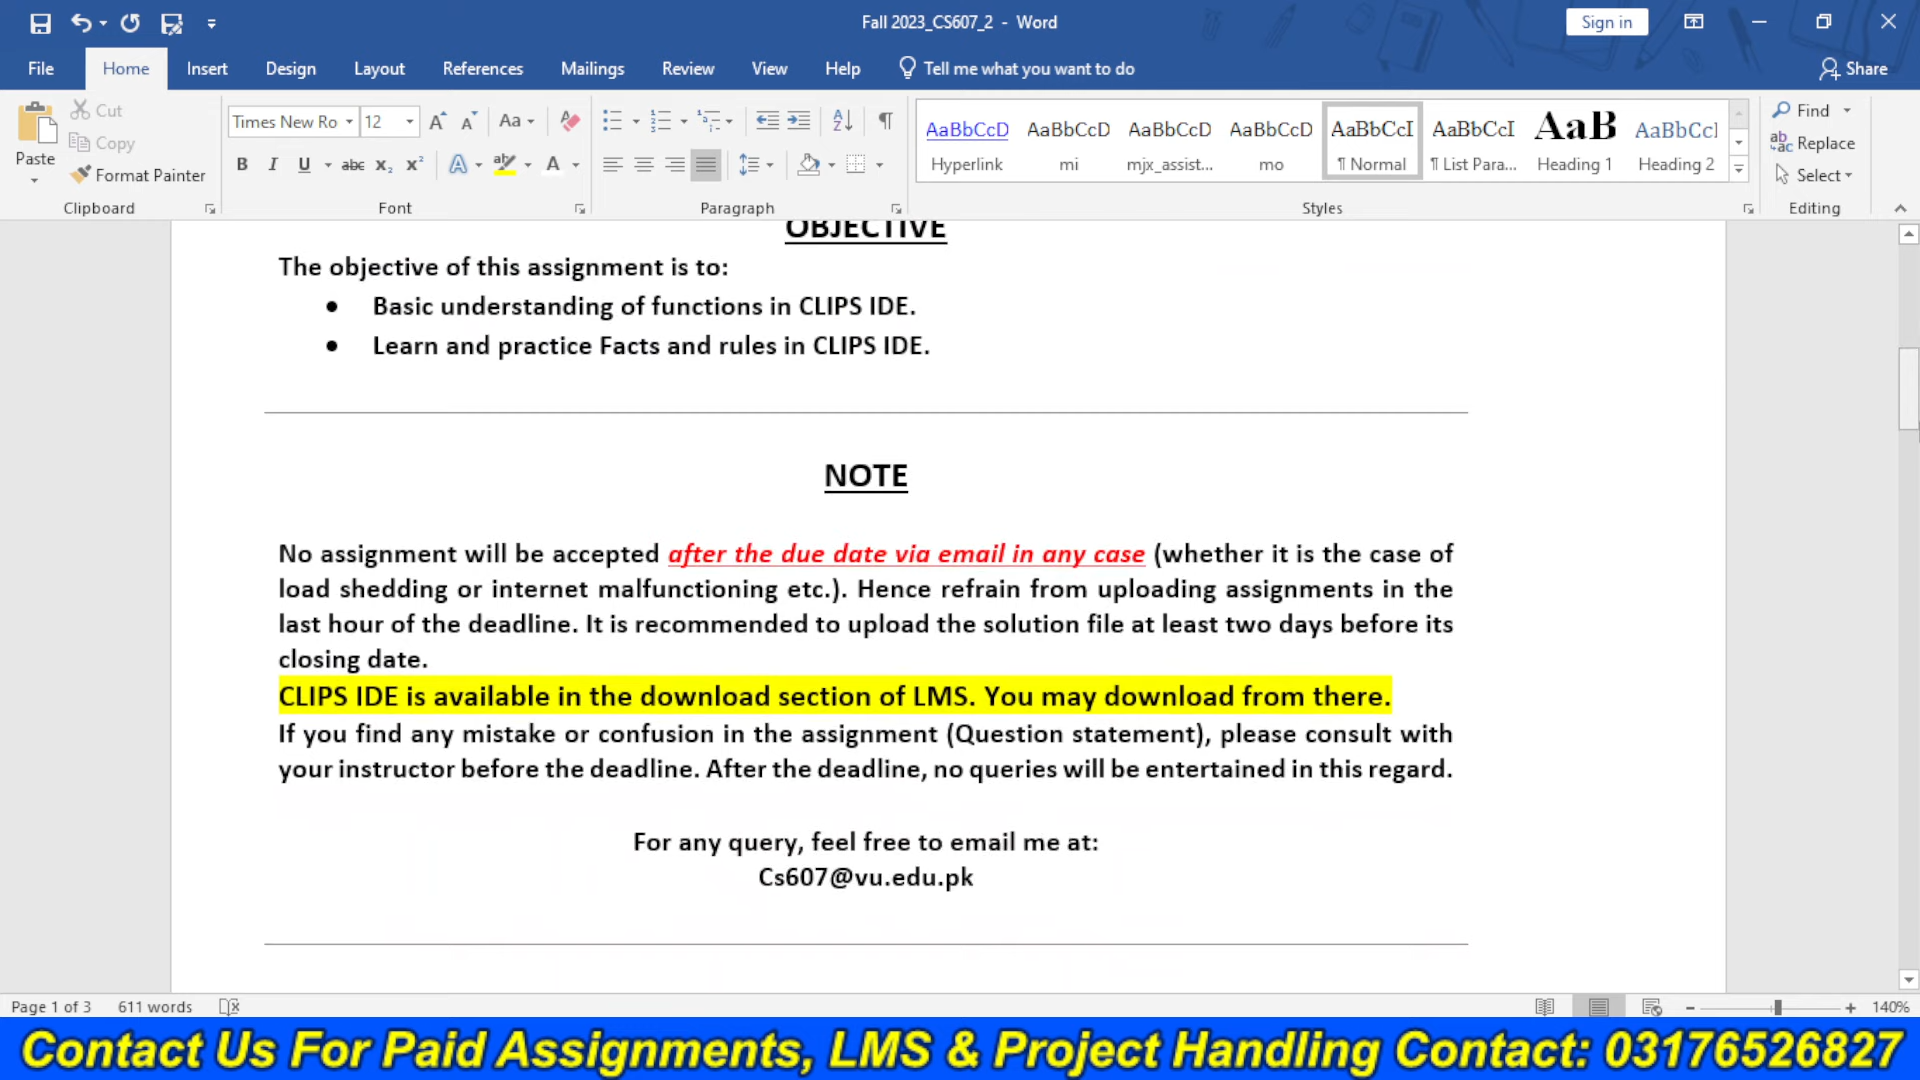 Fall 2023_CS607_2 - Word
Sign in
File Home Insert Design Layout References Mailings Review View Help Tell me what you want to do Share
Paste
Cut
Copy
Format Painter
Clipboard
Times New Ro 12
Aa
B I U abc x₂ x² A ab A
Font
Paragraph
AaBbCcD AaBbCcD AaBbCcD AaBbCcD AaBbCcI AaBbCcI AaB AaBbCcI
Hyperlink mi mjx_assist... mo ¶ Normal ¶ List Para... Heading 1 Heading 2
Styles
Find
Replace
Select
Editing
OBJECTIVE
The objective of this assignment is to:
• Basic understanding of functions in CLIPS IDE.
• Learn and practice Facts and rules in CLIPS IDE.
NOTE
No assignment will be accepted after the due date via email in any case (whether it is the case of
load shedding or internet malfunctioning etc.). Hence refrain from uploading assignments in the
last hour of the deadline. It is recommended to upload the solution file at least two days before its
closing date.
CLIPS IDE is available in the download section of LMS. You may download from there.
If you find any mistake or confusion in the assignment (Question statement), please consult with
your instructor before the deadline. After the deadline, no queries will be entertained in this regard.
For any query, feel free to email me at:
Cs607@vu.edu.pk
Page 1 of 3 611 words 140%
Contact Us For Paid Assignments, LMS & Project Handling Contact: 03176526827